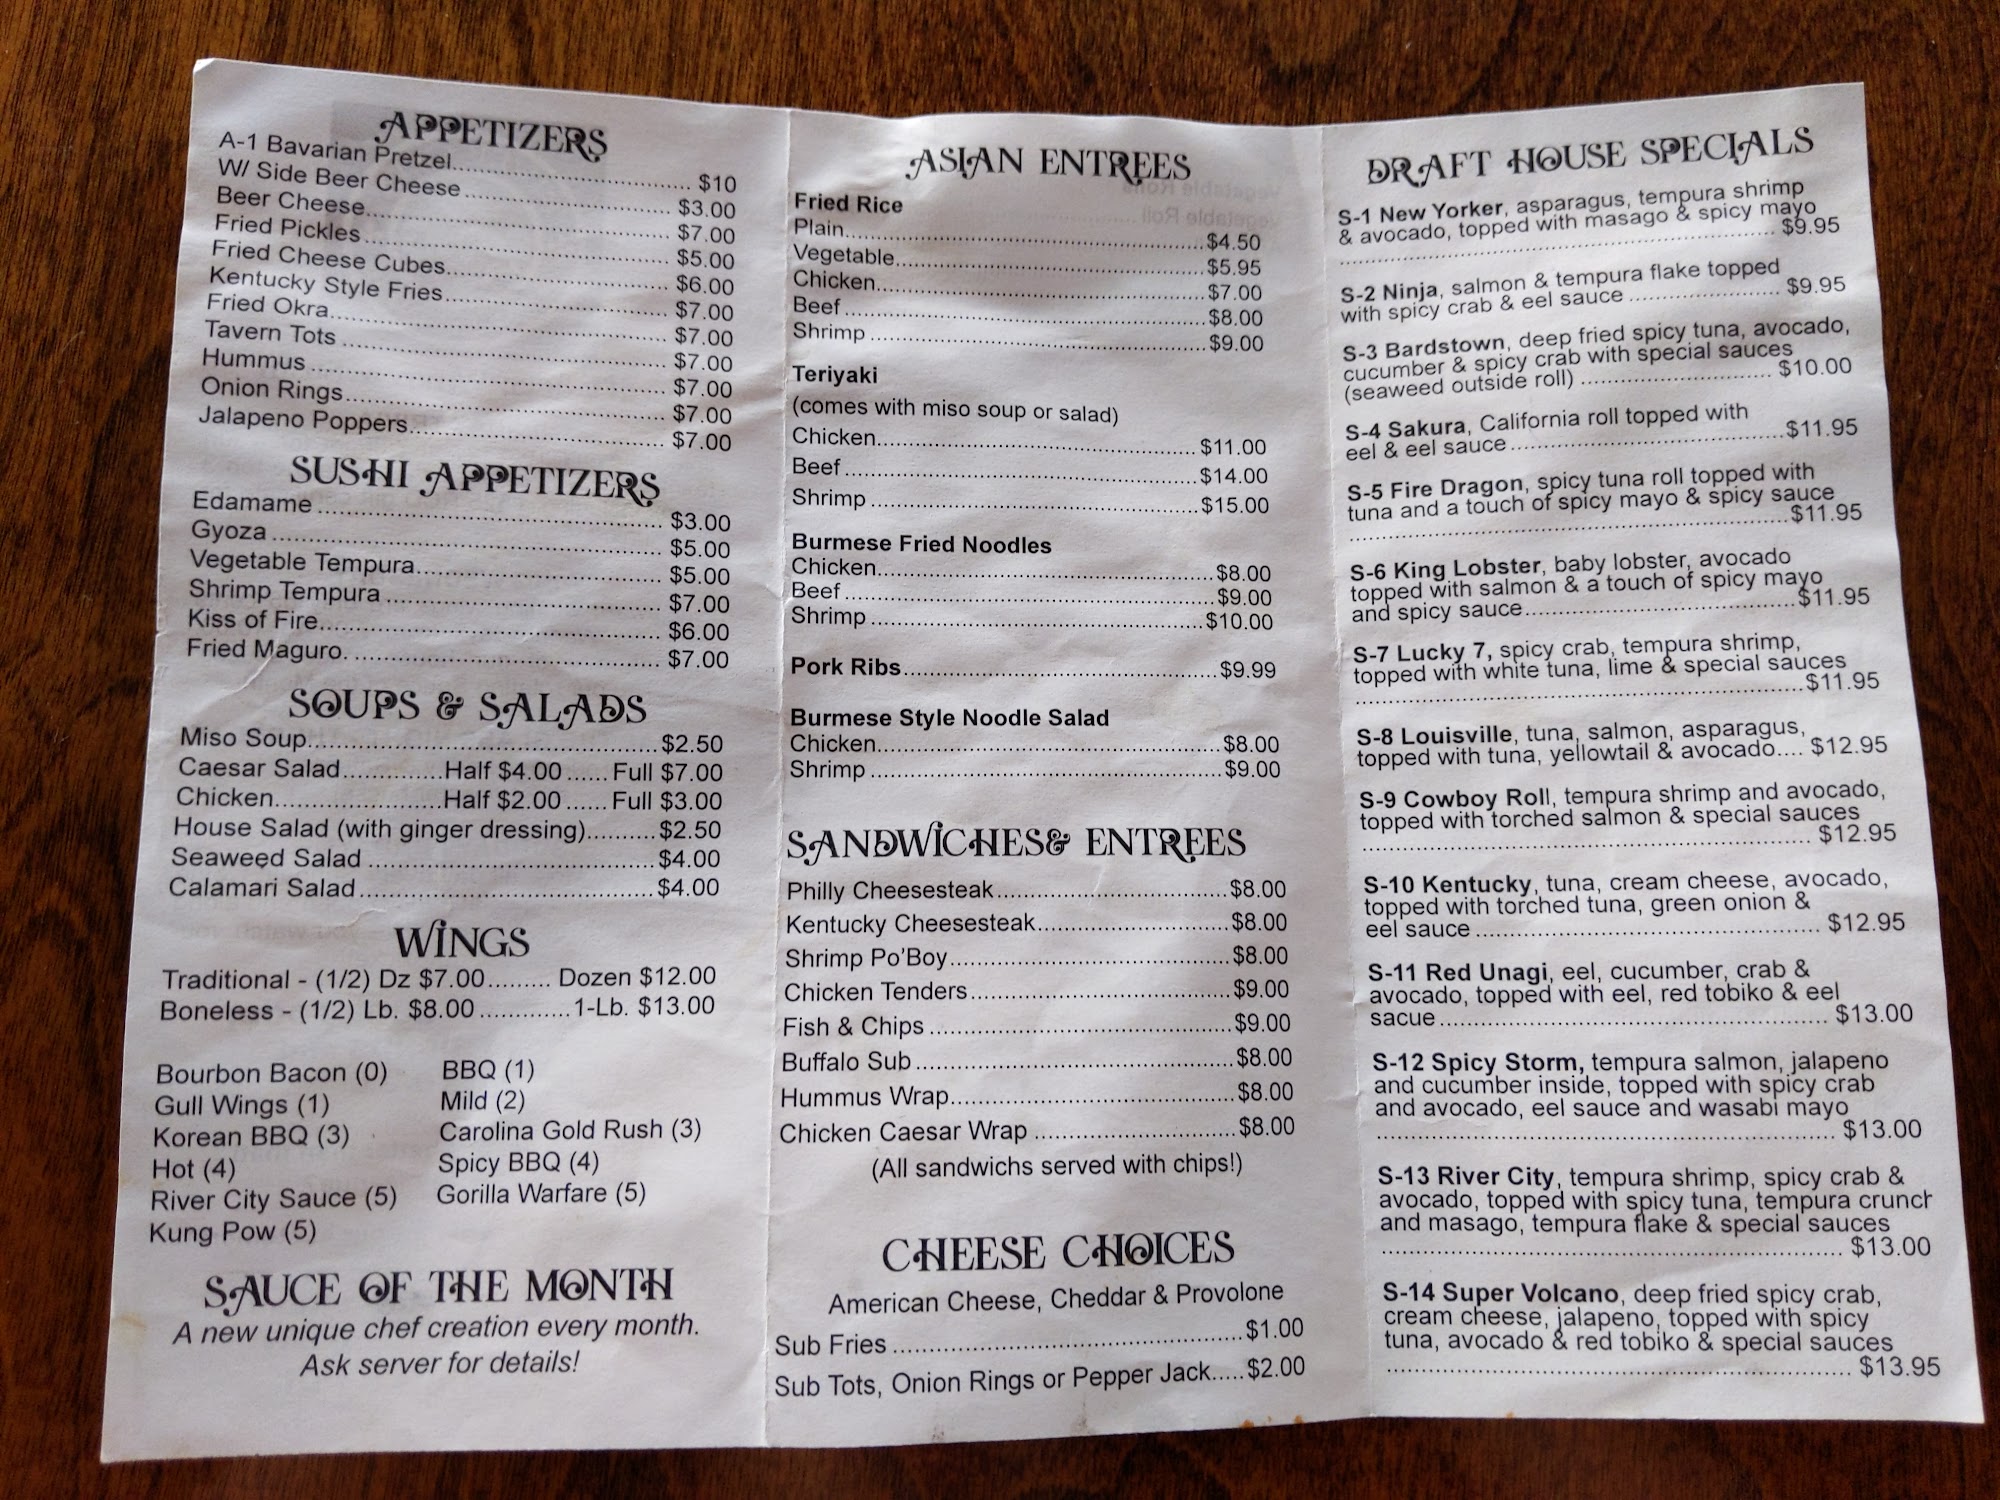 APPETIZERS
A-1 Bavarian Pretzel........................................ $10
W/ Side Beer Cheese ............................ $3.00
Beer Cheese.......................................... $7.00
Fried Pickles .......................................... $5.00
Fried Cheese Cubes............................... $6.00
Kentucky Style Fries............................... $7.00
Fried Okra............................................... $7.00
Tavern Tots ............................................. $7.00
Hummus ................................................. $7.00
Onion Rings............................................ $7.00
Jalapeno Poppers................................... $7.00
SUSHI APPETIZERS
Edamame ............................................... $3.00
Gyoza ..................................................... $5.00
Vegetable Tempura................................. $5.00
Shrimp Tempura ..................................... $7.00
Kiss of Fire.............................................. $6.00
Fried Maguro. ......................................... $7.00
SOUPS & SALADS
Miso Soup...............................................$2.50
Caesar Salad..............Half $4.00 ...... Full $7.00
Chicken.......................Half $2.00 ...... Full $3.00
House Salad (with ginger dressing)..........$2.50
Seaweed Salad .......................................$4.00
Calamari Salad........................................$4.00
WINGS
Traditional - (1/2) Dz $7.00......... Dozen $12.00
Boneless - (1/2) Lb. $8.00 .............1-Lb. $13.00
Bourbon Bacon (0) BBQ (1)
Gull Wings (1) Mild (2)
Korean BBQ (3) Carolina Gold Rush (3)
Hot (4) Spicy BBQ (4)
River City Sauce (5) Gorilla Warfare (5)
Kung Pow (5)
SAUCE OF THE MONTH
A new unique chef creation every month.
Ask server for details!
ASIAN ENTREES
Fried Rice
Plain....................................................$4.50
Vegetable............................................$5.95
Chicken...............................................$7.00
Beef ....................................................$8.00
Shrimp ................................................$9.00
Teriyaki
(comes with miso soup or salad)
Chicken............................................. $11.00
Beef ..................................................$14.00
Shrimp ..............................................$15.00
Burmese Fried Noodles
Chicken................................................$8.00
Beef .....................................................$9.00
Shrimp ...............................................$10.00
Pork Ribs............................................$9.99
Burmese Style Noodle Salad
Chicken.................................................$8.00
Shrimp ..................................................$9.00
SANDWICHES& ENTREES
Philly Cheesesteak................................$8.00
Kentucky Cheesesteak..........................$8.00
Shrimp Po'Boy.......................................$8.00
Chicken Tenders....................................$9.00
Fish & Chips ..........................................$9.00
Buffalo Sub ............................................$8.00
Hummus Wrap.......................................$8.00
Chicken Caesar Wrap ............................$8.00
(All sandwichs served with chips!)
CHEESE CHOICES
American Cheese, Cheddar & Provolone
Sub Fries ................................................$1.00
Sub Tots, Onion Rings or Pepper Jack.....$2.00
DRAFT HOUSE SPECIALS
S-1 New Yorker, asparagus, tempura shrimp
& avocado, topped with masago & spicy mayo
............................................................. $9.95
S-2 Ninja, salmon & tempura flake topped
with spicy crab & eel sauce ..................... $9.95
S-3 Bardstown, deep fried spicy tuna, avocado,
cucumber & spicy crab with special sauces
(seaweed outside roll) ........................... $10.00
S-4 Sakura, California roll topped with
eel & eel sauce ......................................$11.95
S-5 Fire Dragon, spicy tuna roll topped with
tuna and a touch of spicy mayo & spicy sauce
.............................................................$11.95
S-6 King Lobster, baby lobster, avocado
topped with salmon & a touch of spicy mayo
and spicy sauce.....................................$11.95
S-7 Lucky 7, spicy crab, tempura shrimp,
topped with white tuna, lime & special sauces
.............................................................$11.95
S-8 Louisville, tuna, salmon, asparagus,
topped with tuna, yellowtail & avocado.... $12.95
S-9 Cowboy Roll, tempura shrimp and avocado,
topped with torched salmon & special sauces
............................................................. $12.95
S-10 Kentucky, tuna, cream cheese, avocado,
topped with torched tuna, green onion &
eel sauce ............................................... $12.95
S-11 Red Unagi, eel, cucumber, crab &
avocado, topped with eel, red tobiko & eel
sacue ..................................................... $13.00
S-12 Spicy Storm, tempura salmon, jalapeno
and cucumber inside, topped with spicy crab
and avocado, eel sauce and wasabi mayo
............................................................... $13.00
S-13 River City, tempura shrimp, spicy crab &
avocado, topped with spicy tuna, tempura crunch
and masago, tempura flake & special sauces
............................................................... $13.00
S-14 Super Volcano, deep fried spicy crab,
cream cheese, jalapeno, topped with spicy
tuna, avocado & red tobiko & special sauces
............................................................... $13.95